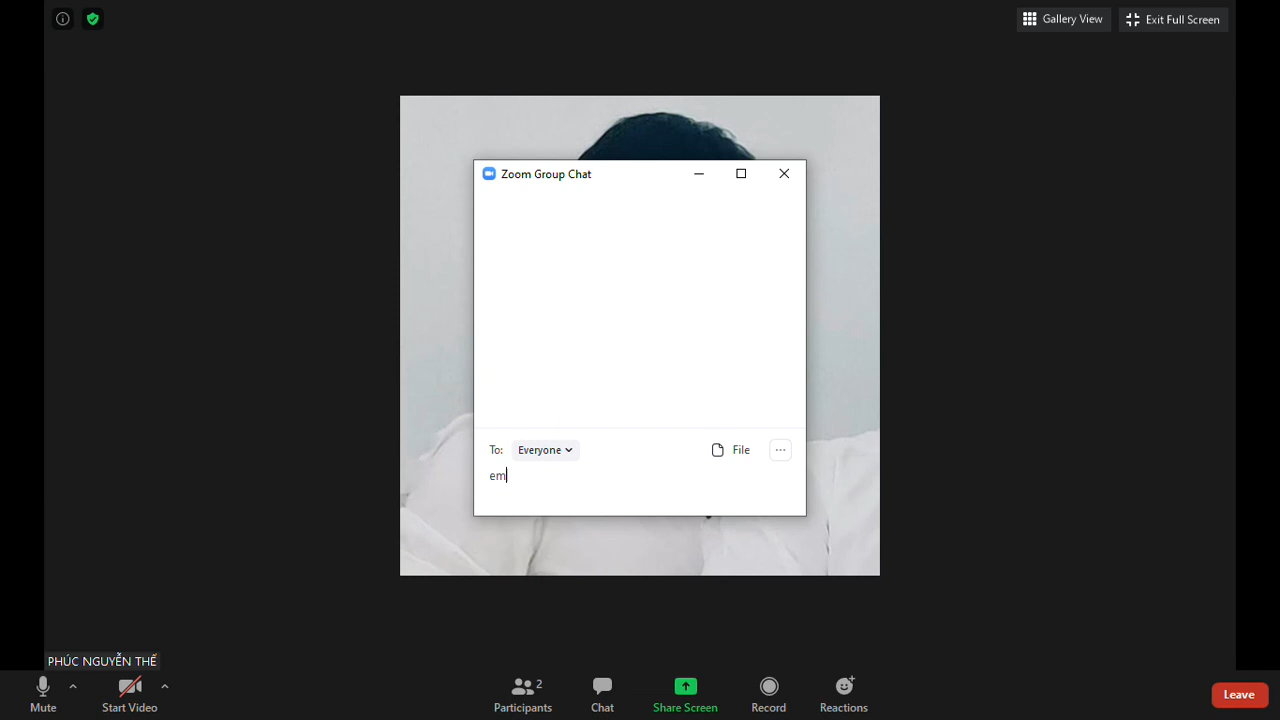 Gallery View
Exit Full Screen
Zoom Group Chat
To: Everyone File
em
PHÚC NGUYỄN THẾ
Mute
Start Video
Participants 2
Chat
Share Screen
Record
Reactions
Leave